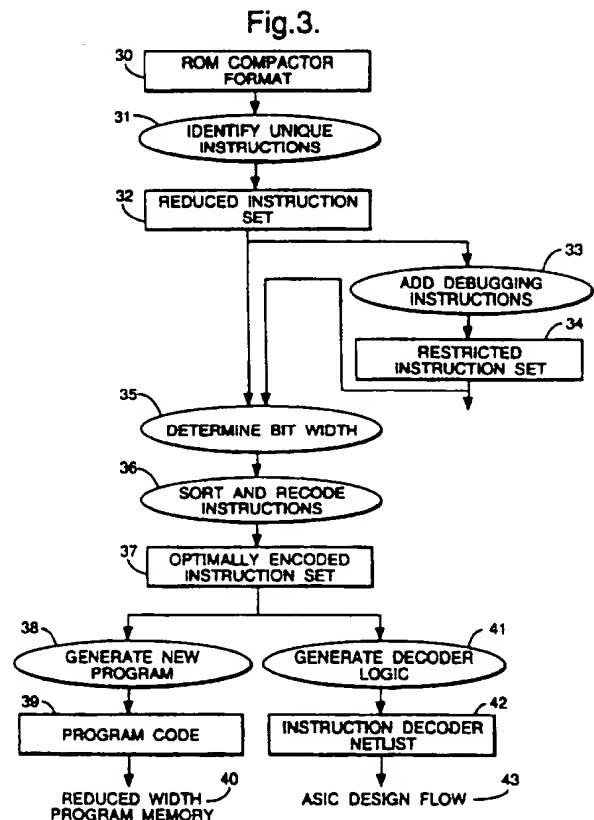 Fig.3.
30
ROM COMPACTOR
FORMAT
31
IDENTIFY UNIQUE
INSTRUCTIONS
32
REDUCED INSTRUCTION
SET
33
ADD DEBUGGING
INSTRUCTIONS
34
RESTRICTED
INSTRUCTION SET
35
DETERMINE BIT WIDTH
36
SORT AND RECODE
INSTRUCTIONS
37
OPTIMALLY ENCODED
INSTRUCTION SET
38
GENERATE NEW
PROGRAM
41
GENERATE DECODER
LOGIC
39
PROGRAM CODE
42
INSTRUCTION DECODER
NETLIST
40
REDUCED WIDTH
PROGRAM MEMORY
43
ASIC DESIGN FLOW